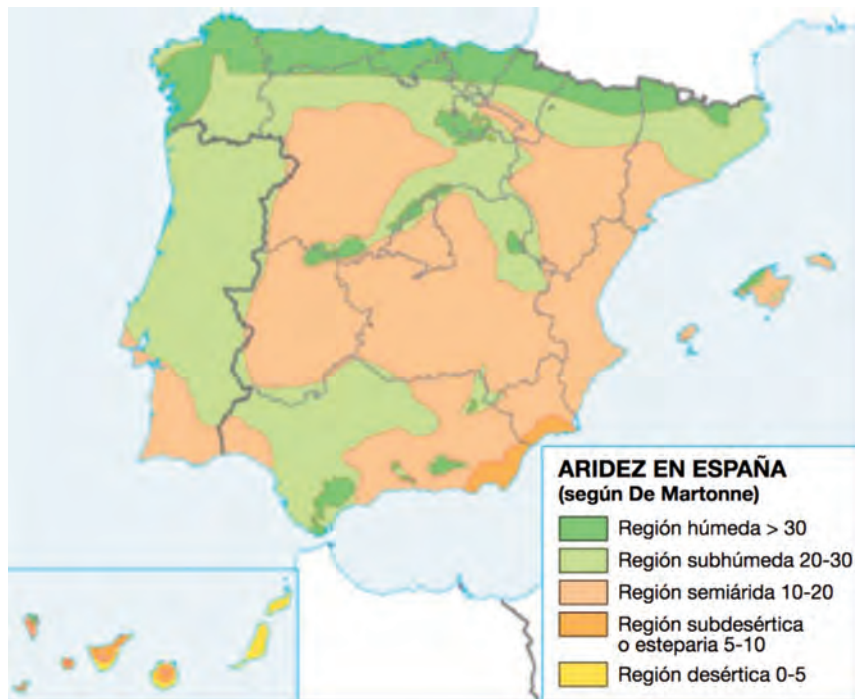 ARIDEZ EN ESPAÑA
(según De Martonne)
Región húmeda > 30
Región subhúmeda 20-30
Región semiárida 10-20
Región subdesértica
o esteparia 5-10
Región desértica 0-5